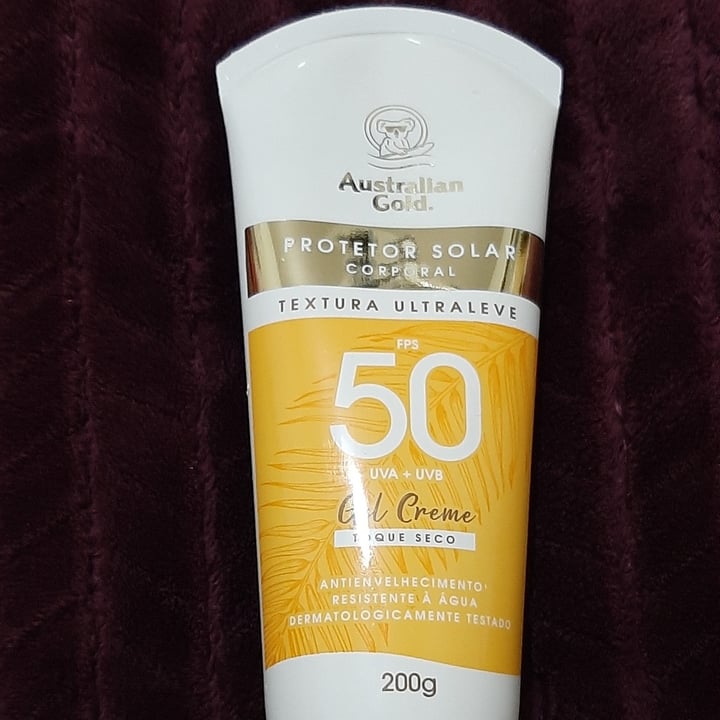 Australian
Gold.
PROTETOR SOLAR
CORPORAL
TEXTURA ULTRALEVE
FPS
50
UVA + UVB
Gel Creme
TOQUE SECO
ANTIENVELHECIMENTO
RESISTENTE À ÁGUA
DERMATOLOGICAMENTE TESTADO
200g